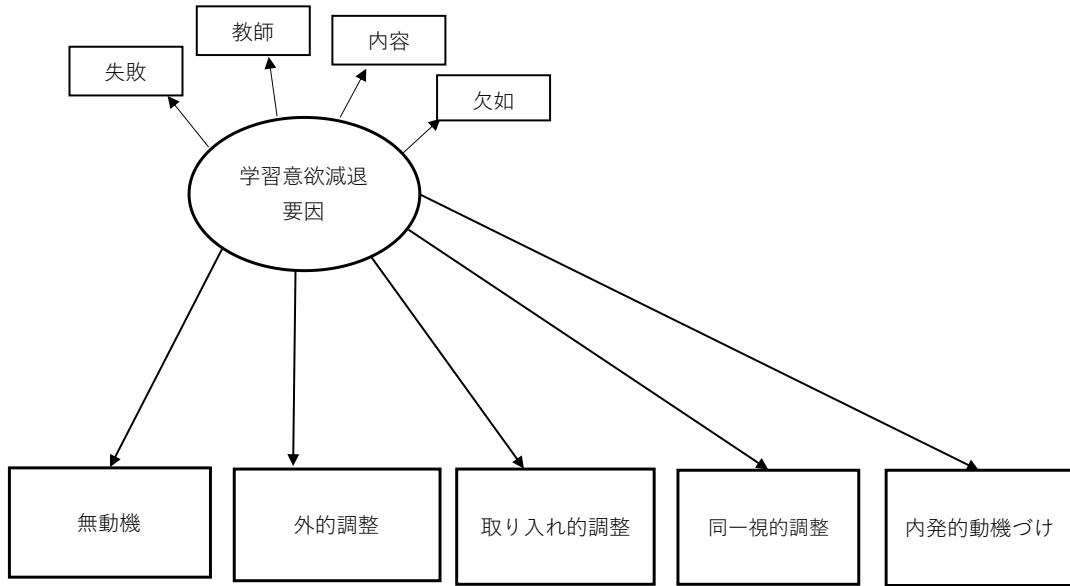 教師
内容
失敗
欠如
学習意欲減退
要因
無動機
外的調整
取り入れ的調整
同一視的調整
内発的動機づけ